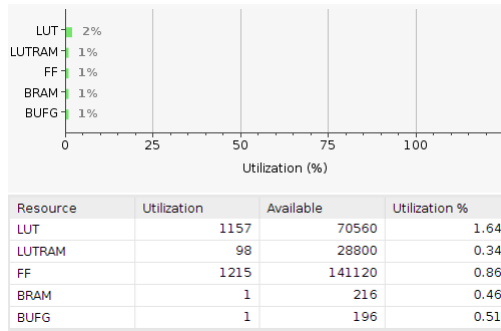 LUT 2%
LUTRAM 1%
FF 1%
BRAM 1%
BUFG 1%
0 25 50 75 100
Utilization (%)
Resource Utilization Available Utilization %
LUT 1157 70560 1.64
LUTRAM 98 28800 0.34
FF 1215 141120 0.86
BRAM 1 216 0.46
BUFG 1 196 0.51